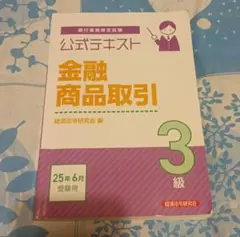 銀行業務検定試験
公式テキスト
金融
商品取引
3
級
経済法令研究会 編
25年6月
受験用
経済法令研究会